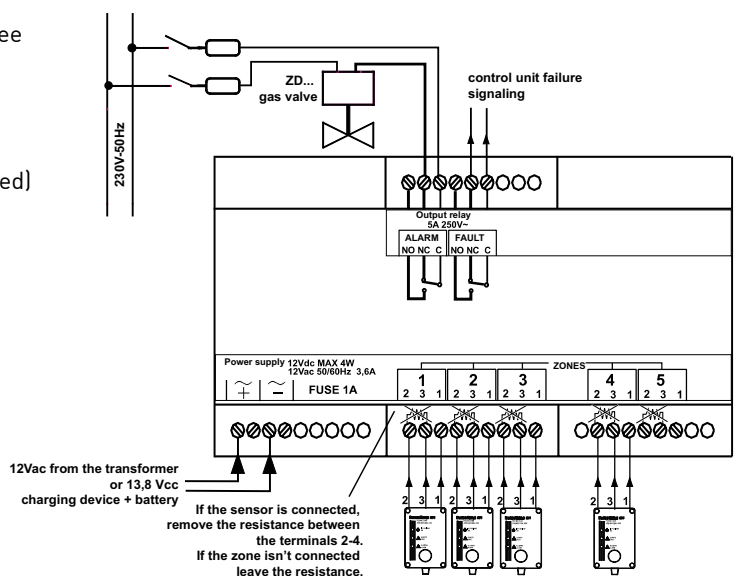 ee
ed)
230V-50Hz
ZD...
gas valve
control unit failure
signaling
Output relay
5A 250V~
ALARM FAULT
NO NC C NO NC C
Power supply 12Vdc MAX 4W
12Vac 50/60Hz 3,6A
FUSE 1A
+ −
ZONES
1 2 3 4 5
2 3 1 2 3 1 2 3 1 2 3 1 2 3 1
12Vac from the transformer
or 13,8 Vcc
charging device + battery
2 3 1 2 3 1 2 3 1 2 3 1
If the sensor is connected,
remove the resistance between
the terminals 2-4.
If the zone isn't connected
leave the resistance.